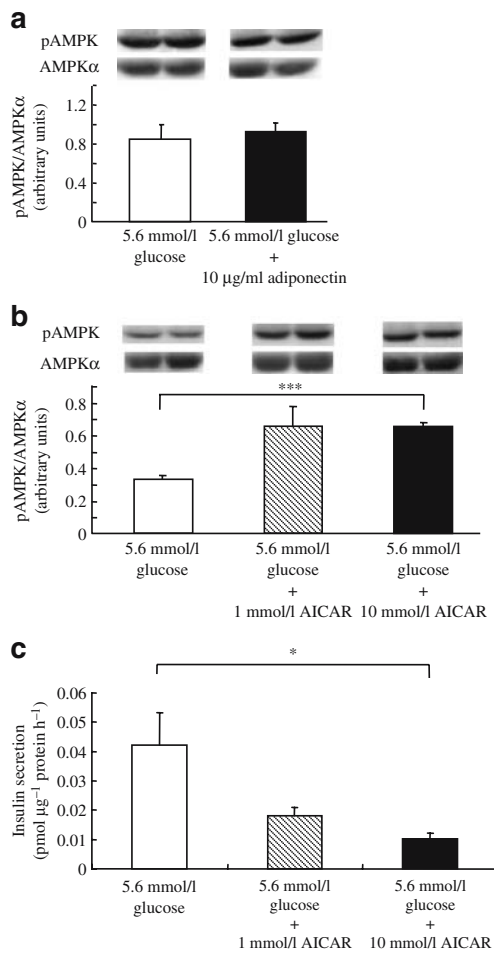 a
pAMPK
AMPKα
pAMPK/AMPKα
(arbitrary units)
1.2
0.8
0.4
0
5.6 mmol/l
glucose
5.6 mmol/l glucose
+
10 µg/ml adiponectin
b
pAMPK
AMPKα
pAMPK/AMPKα
(arbitrary units)
0.8
0.6
0.4
0.2
0
***
5.6 mmol/l
glucose
5.6 mmol/l
glucose
+
1 mmol/l AICAR
5.6 mmol/l
glucose
+
10 mmol/l AICAR
c
Insulin secretion
(pmol µg⁻¹ protein h⁻¹)
0.06
0.05
0.04
0.03
0.02
0.01
0
*
5.6 mmol/l
glucose
5.6 mmol/l
glucose
+
1 mmol/l AICAR
5.6 mmol/l
glucose
+
10 mmol/l AICAR